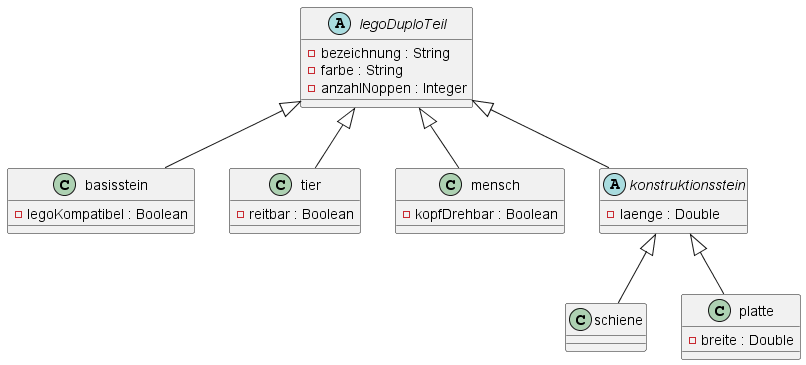 A legoDuploTeil
bezeichnung : String
farbe : String
anzahlNoppen : Integer
C basisstein
legoKompatibel : Boolean
C tier
reitbar : Boolean
C mensch
kopfDrehbar : Boolean
A konstruktionsstein
laenge : Double
C schiene
C platte
breite : Double